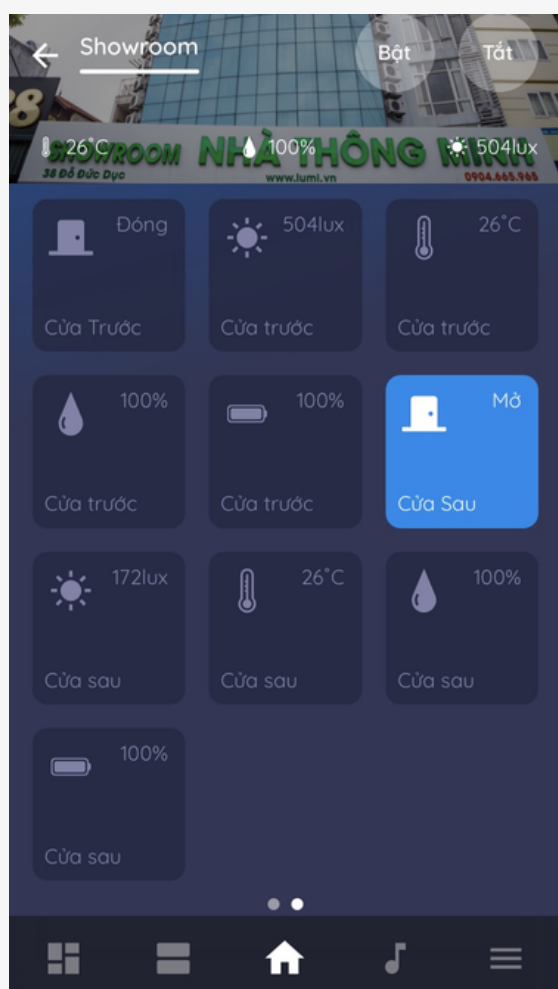 Showroom
Bật
Tắt
26°C
100%
504lux
SHOWROOM NHÀ THÔNG MINH
38 Đỗ Đức Dục
www.lumi.vn
0904.665.965
Đóng
Cửa Trước
504lux
Cửa trước
26°C
Cửa trước
100%
Cửa trước
100%
Cửa trước
Mở
Cửa Sau
172lux
Cửa sau
26°C
Cửa sau
100%
Cửa sau
100%
Cửa sau